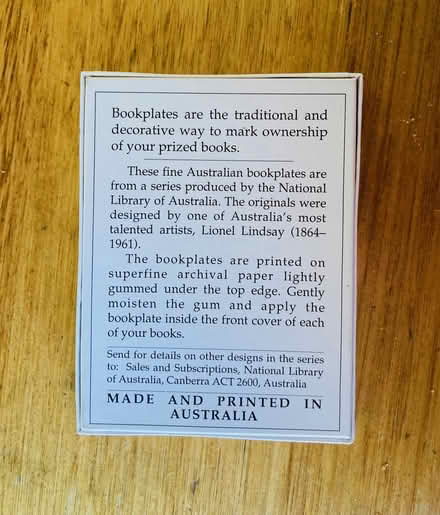 Bookplates are the traditional and
decorative way to mark ownership
of your prized books.
These fine Australian bookplates are
from a series produced by the National
Library of Australia. The originals were
designed by one of Australia's most
talented artists, Lionel Lindsay (1864–
1961).
The bookplates are printed on
superfine archival paper lightly
gummed under the top edge. Gently
moisten the gum and apply the
bookplate inside the front cover of each
of your books.
Send for details on other designs in the series
to: Sales and Subscriptions, National Library
of Australia, Canberra ACT 2600, Australia
MADE AND PRINTED IN
AUSTRALIA